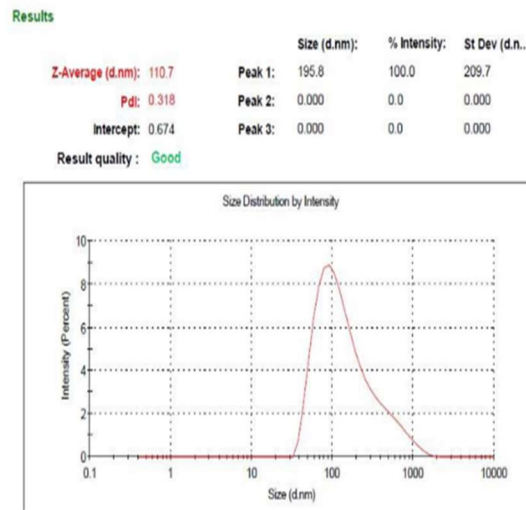 Results
Size (d.nm): % Intensity: St Dev (d.n...
Z-Average (d.nm): 110.7 Peak 1: 195.8 100.0 209.7
Pdl: 0.318 Peak 2: 0.000 0.0 0.000
Intercept: 0.674 Peak 3: 0.000 0.0 0.000
Result quality : Good
Size Distribution by Intensity
Intensity (Percent)
10
8
6
4
2
0
0.1 1 10 100 1000 10000
Size (d.nm)